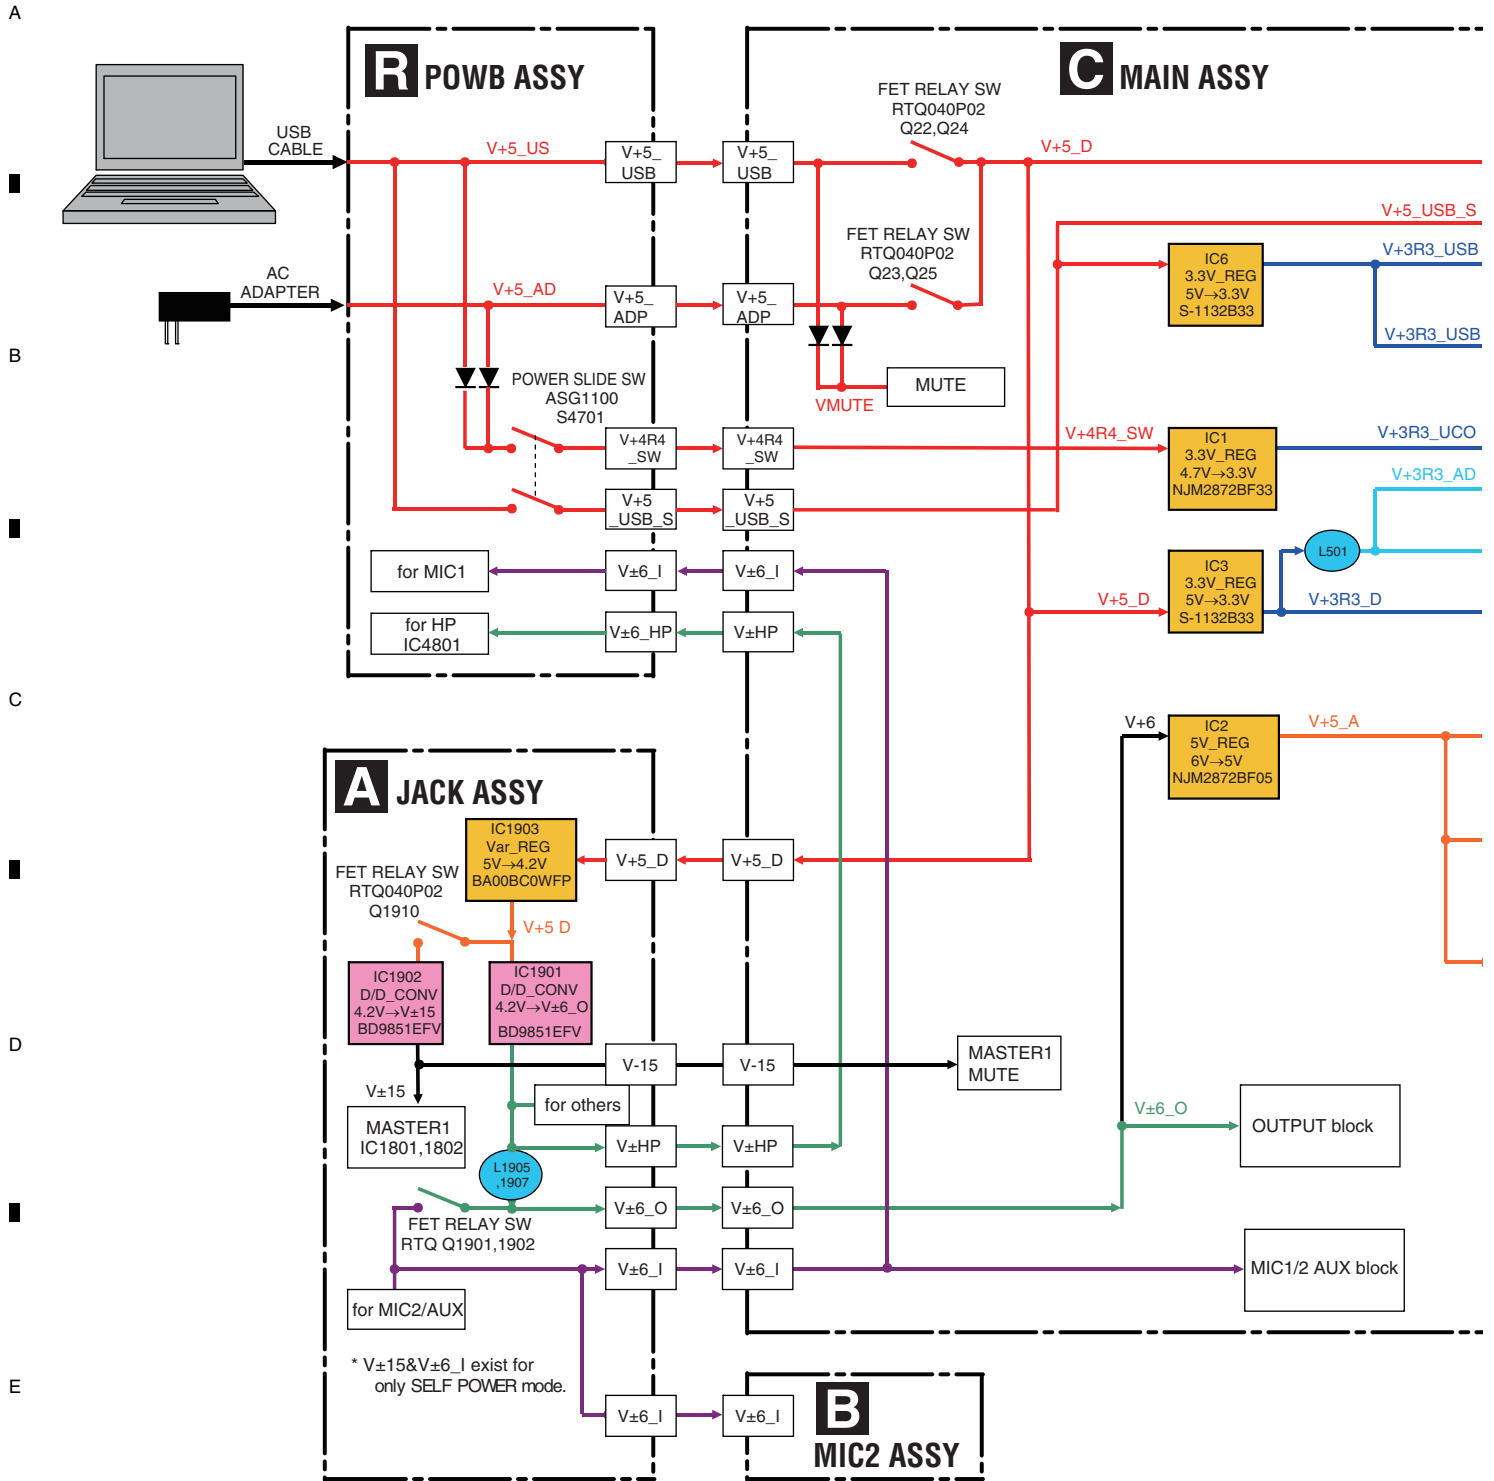 A
R POWB ASSY
C MAIN ASSY
FET RELAY SW
RTQ040P02
Q22,Q24
USB
CABLE
V+5_US
V+5_
USB
V+5_
USB
V+5_D
V+5_USB_S
FET RELAY SW
RTQ040P02
Q23,Q25
IC6
3.3V_REG
5V→3.3V
S-1132B33
V+3R3_USB
AC
ADAPTER
V+5_AD
V+5_
ADP
V+5_
ADP
V+3R3_USB
B
POWER SLIDE SW
ASG1100
S4701
MUTE
VMUTE
V+4R4
_SW
V+4R4
_SW
V+4R4_SW
IC1
3.3V_REG
4.7V→3.3V
NJM2872BF33
V+3R3_UCO
V+3R3_AD
V+5
_USB_S
V+5
_USB_S
L501
for MIC1
V±6_I
V±6_I
IC3
3.3V_REG
5V→3.3V
S-1132B33
V+5_D
V+3R3_D
for HP
IC4801
V±6_HP
V±HP
C
V+6
IC2
5V_REG
6V→5V
NJM2872BF05
V+5_A
A JACK ASSY
IC1903
Var_REG
5V→4.2V
BA00BC0WFP
V+5_D
V+5_D
FET RELAY SW
RTQ040P02
Q1910
V+5 D
IC1902
D/D_CONV
4.2V→V±15
BD9851EFV
IC1901
D/D_CONV
4.2V→V±6_O
BD9851EFV
D
V-15
V-15
MASTER1
MUTE
V±15
for others
MASTER1
IC1801,1802
V±HP
V±HP
V±6_O
OUTPUT block
L1905
,1907
V±6_O
V±6_O
FET RELAY SW
RTQ Q1901,1902
V±6_I
V±6_I
MIC1/2 AUX block
for MIC2/AUX
* V±15&V±6_I exist for
only SELF POWER mode.
E
V±6_I
V±6_I
B
MIC2 ASSY